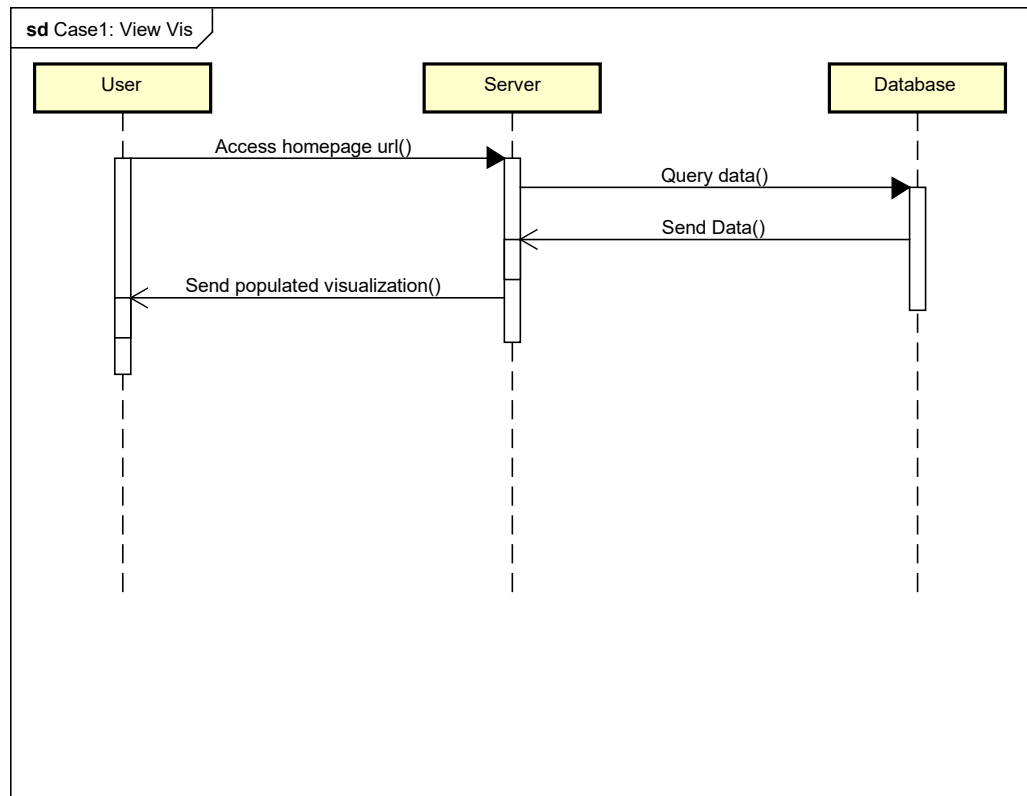 sd Case1: View Vis
User
Server
Database
Access homepage url()
Query data()
Send Data()
Send populated visualization()